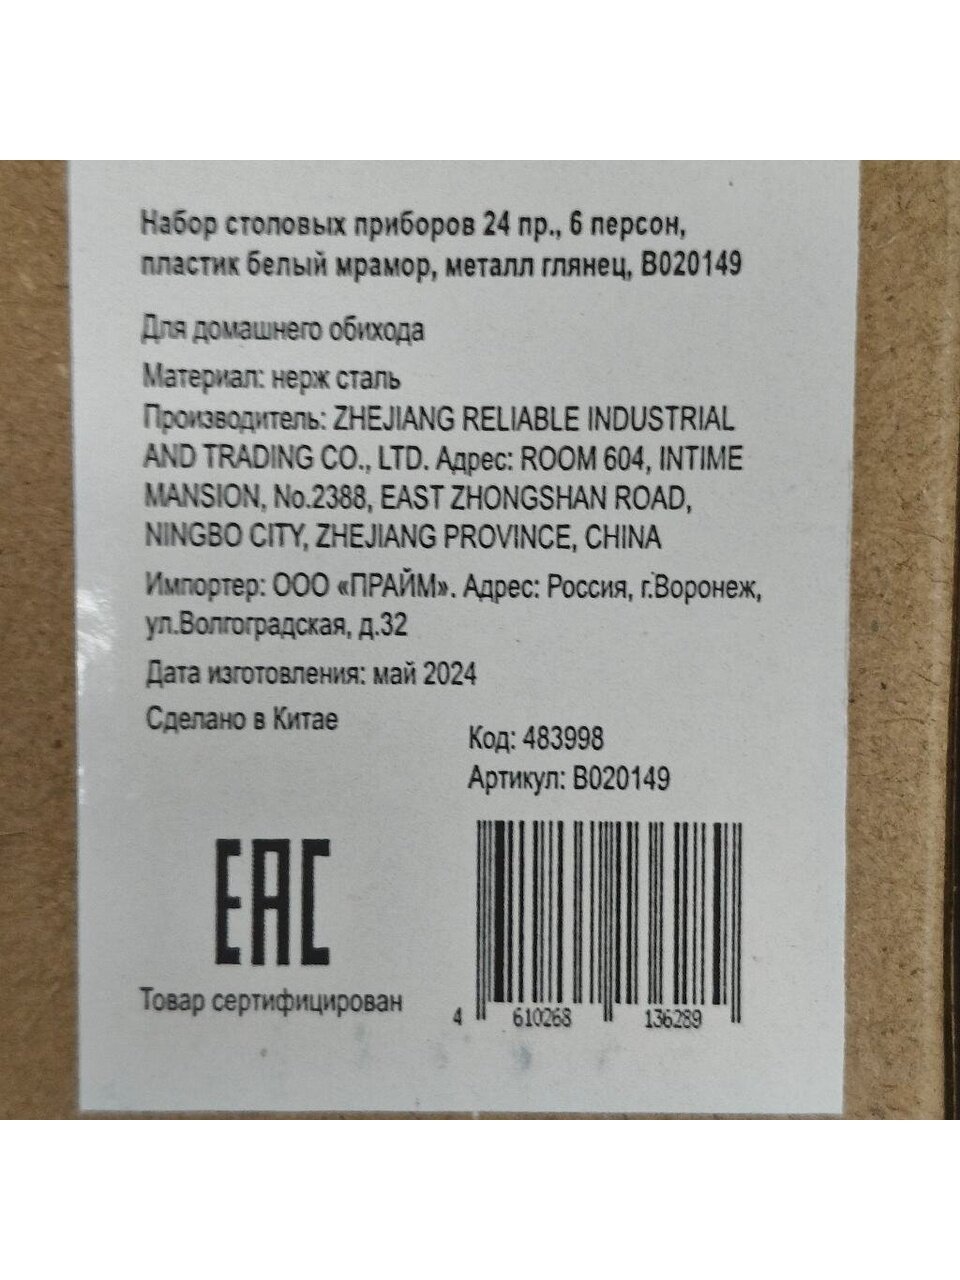 Набор столовых приборов 24 пр., 6 персон,
пластик белый мрамор, металл глянец, В020149
Для домашнего обихода
Материал: нерж сталь
Производитель: ZHEJIANG RELIABLE INDUSTRIAL
AND TRADING CO., LTD. Адрес: ROOM 604, INTIME
MANSION, No.2388, EAST ZHONGSHAN ROAD,
NINGBO CITY, ZHEJIANG PROVINCE, CHINA
Импортер: ООО «ПРАЙМ». Адрес: Россия, г.Воронеж,
ул.Волгоградская, д.32
Дата изготовления: май 2024
Сделано в Китае
Код: 483998
Артикул: В020149
ЕАС
Товар сертифицирован
4 610268 136289